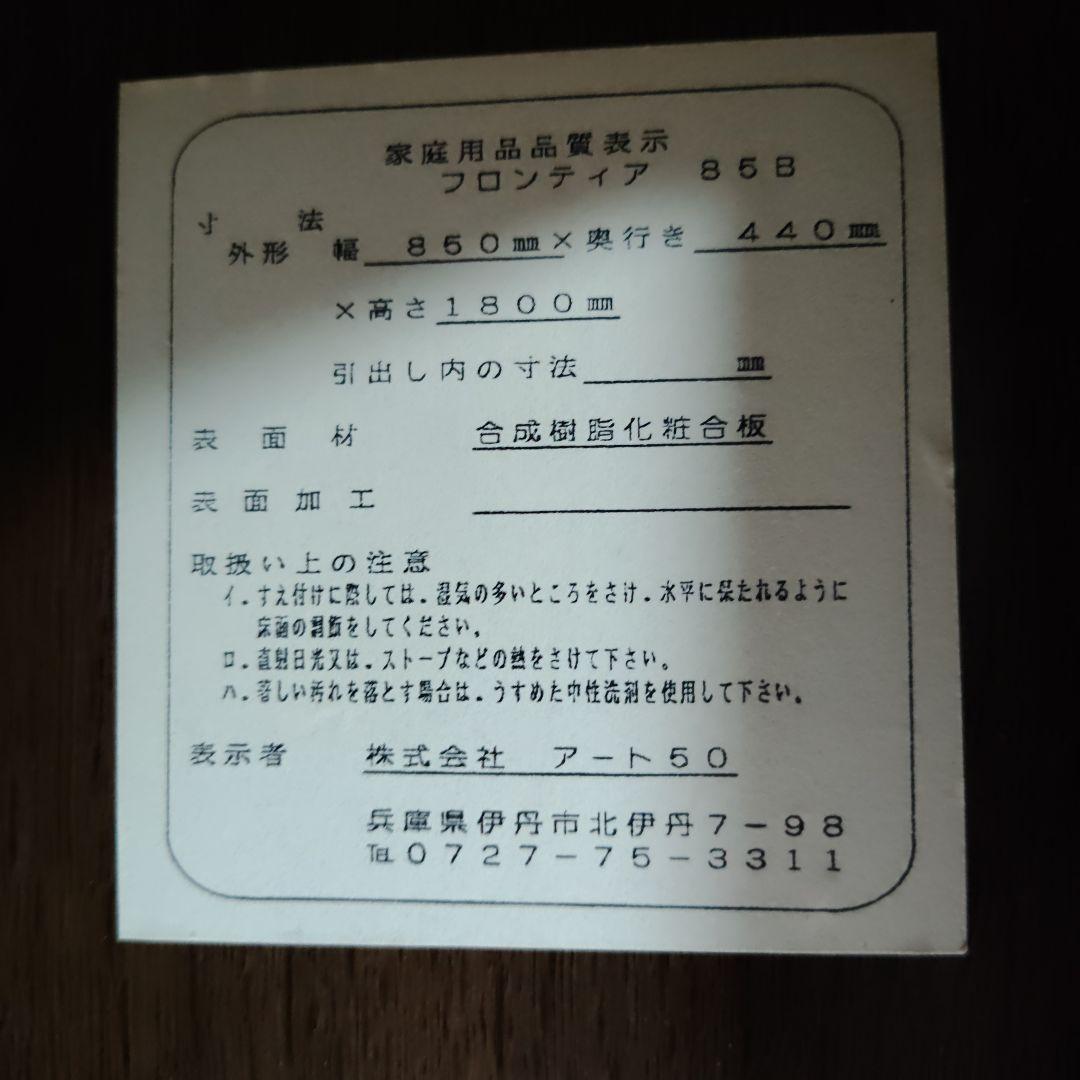 家庭用品品質表示
フロンティア 85B
寸 法
外形 幅 850㎜×奥行き 440㎜
×高さ1800㎜
引出し内の寸法 ㎜
表面材 合成樹脂化粧合板
表面加工
取扱い上の注意
イ.すえ付けに際しては.湿気の多いところをさけ.水平に保たれるように
床面の調節をしてください。
ロ.直射日光又は.ストーブなどの熱をさけて下さい。
ハ.著しい汚れを落とす場合は.うすめた中性洗剤を使用して下さい。
表示者 株式会社 アート50
兵庫県伊丹市北伊丹7-98
℡0727-75-3311